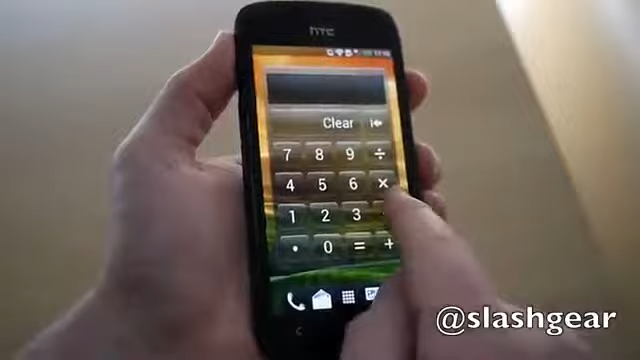 hTC
Clear
7 8 9 ÷
4 5 6 ×
1 2 3
. 0 = +
@slashgear